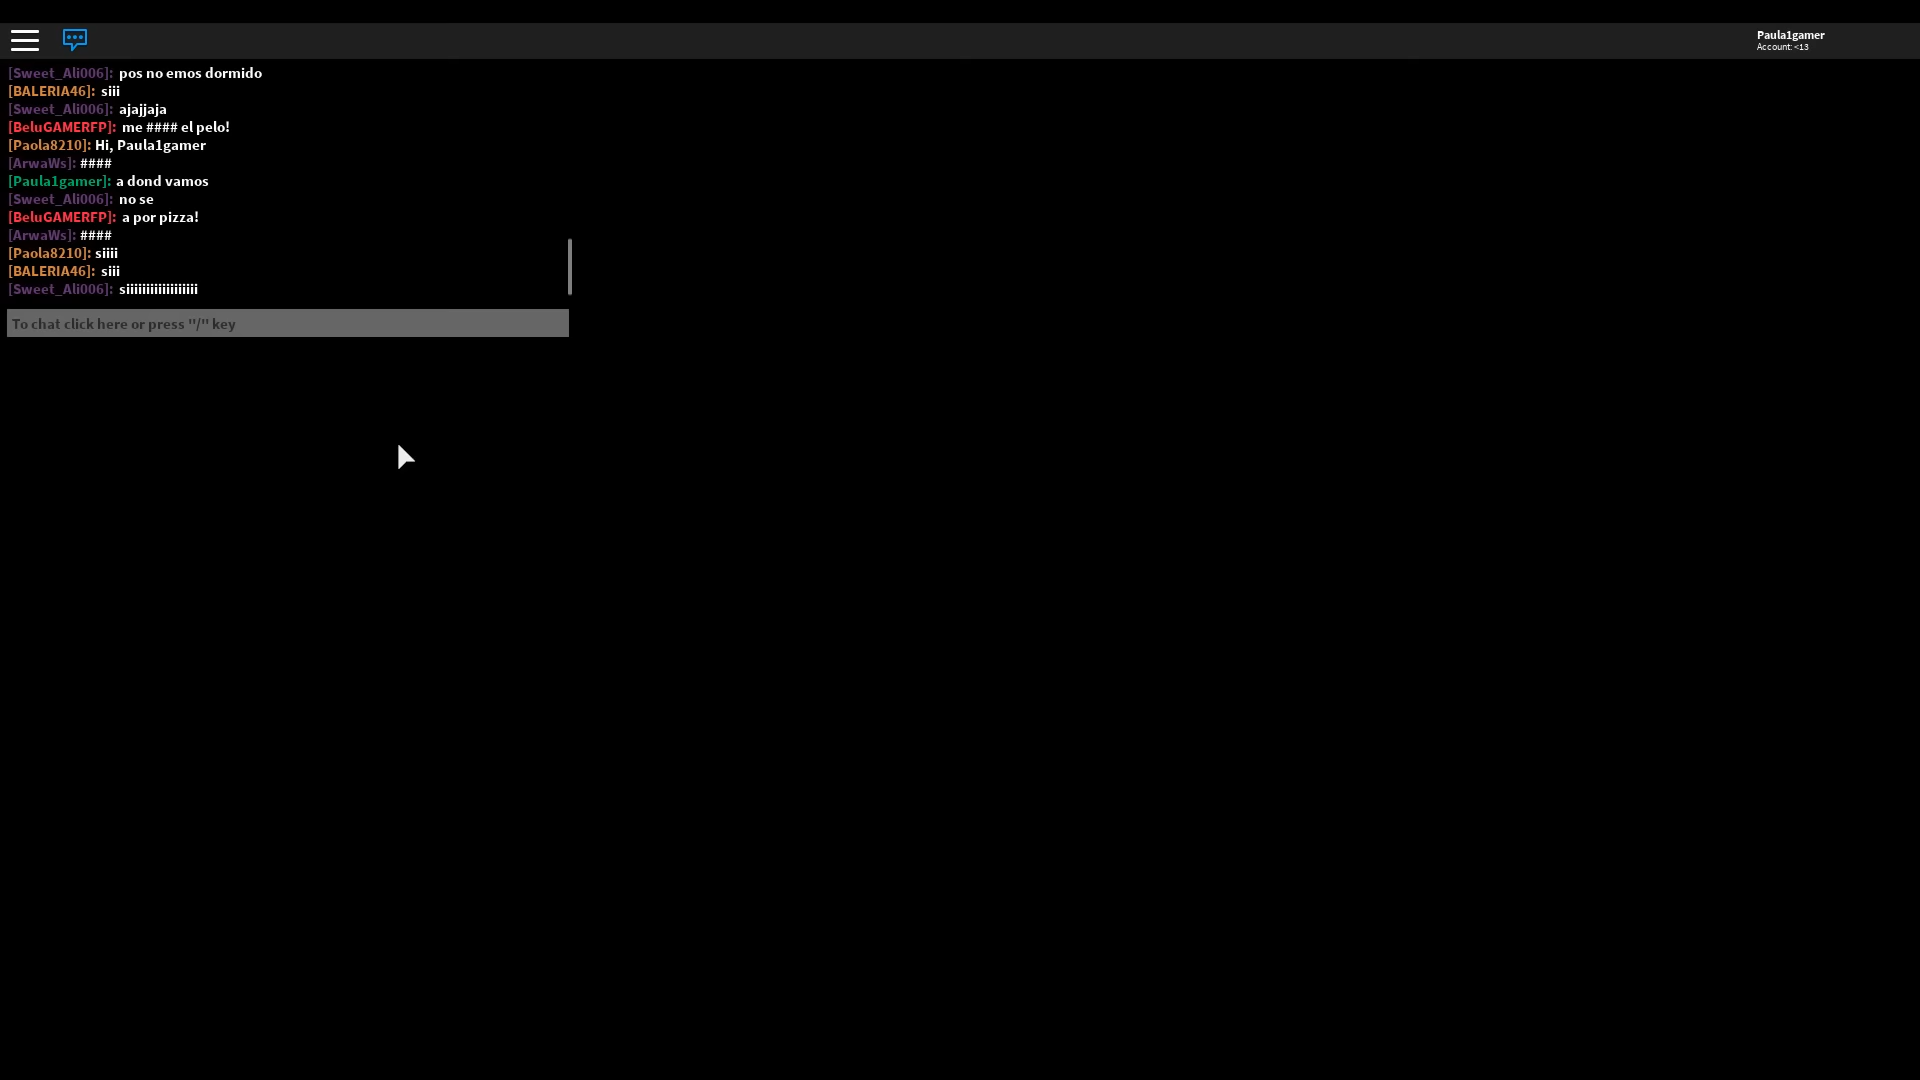 Paula1gamer
Account: <13
[Sweet_Ali006]: pos no emos dormido
[BALERIA46]: siii
[Sweet_Ali006]: ajajjaja
[BeluGAMERFP]: me #### el pelo!
[Paola8210]: Hi, Paula1gamer
[ArwaWs]: ####
[Paula1gamer]: a dond vamos
[Sweet_Ali006]: no se
[BeluGAMERFP]: a por pizza!
[ArwaWs]: ####
[Paola8210]: siiii
[BALERIA46]: siii
[Sweet_Ali006]: siiiiiiiiiiiiiiiiii
To chat click here or press "/" key